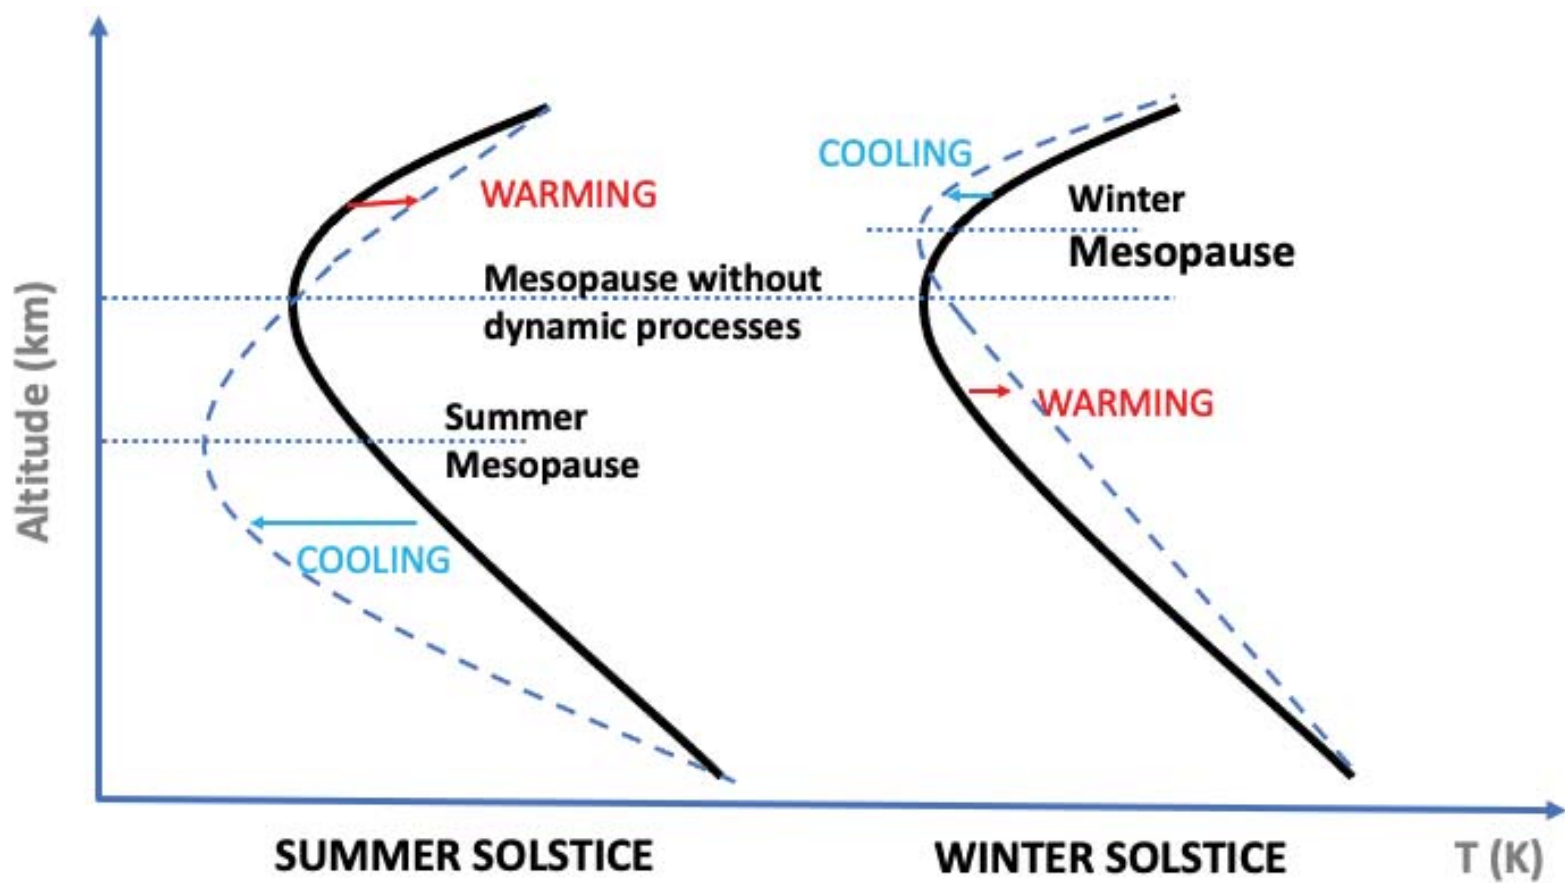 COOLING
WARMING
Winter
Mesopause
Mesopause without
dynamic processes
WARMING
Summer
Mesopause
COOLING
Altitude (km)
SUMMER SOLSTICE
WINTER SOLSTICE
T (K)